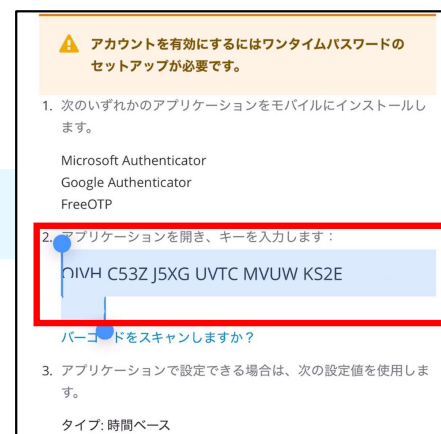 アカウントを有効にするにはワンタイムパスワードの
セットアップが必要です。
1. 次のいずれかのアプリケーションをモバイルにインストールし
ます。
Microsoft Authenticator
Google Authenticator
FreeOTP
2. アプリケーションを開き、キーを入力します：
C53Z J5XG UVTC MVUW KS2E
バーコードをスキャンしますか？
3. アプリケーションで設定できる場合は、次の設定値を使用しま
す。
タイプ: 時間ベース